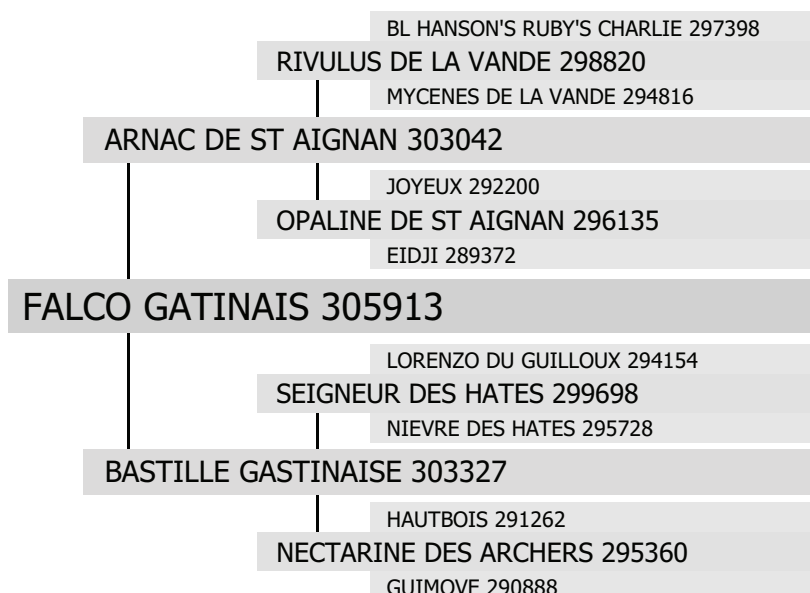 BL HANSON'S RUBY'S CHARLIE 297398
RIVULUS DE LA VANDE 298820
MYCENES DE LA VANDE 294816
ARNAC DE ST AIGNAN 303042
JOYEUX 292200
OPALINE DE ST AIGNAN 296135
EIDJI 289372
FALCO GATINAIS 305913
LORENZO DU GUILLOUX 294154
SEIGNEUR DES HATES 299698
NIEVRE DES HATES 295728
BASTILLE GASTINAISE 303327
HAUTBOIS 291262
NECTARINE DES ARCHERS 295360
GUIMOVE 290888